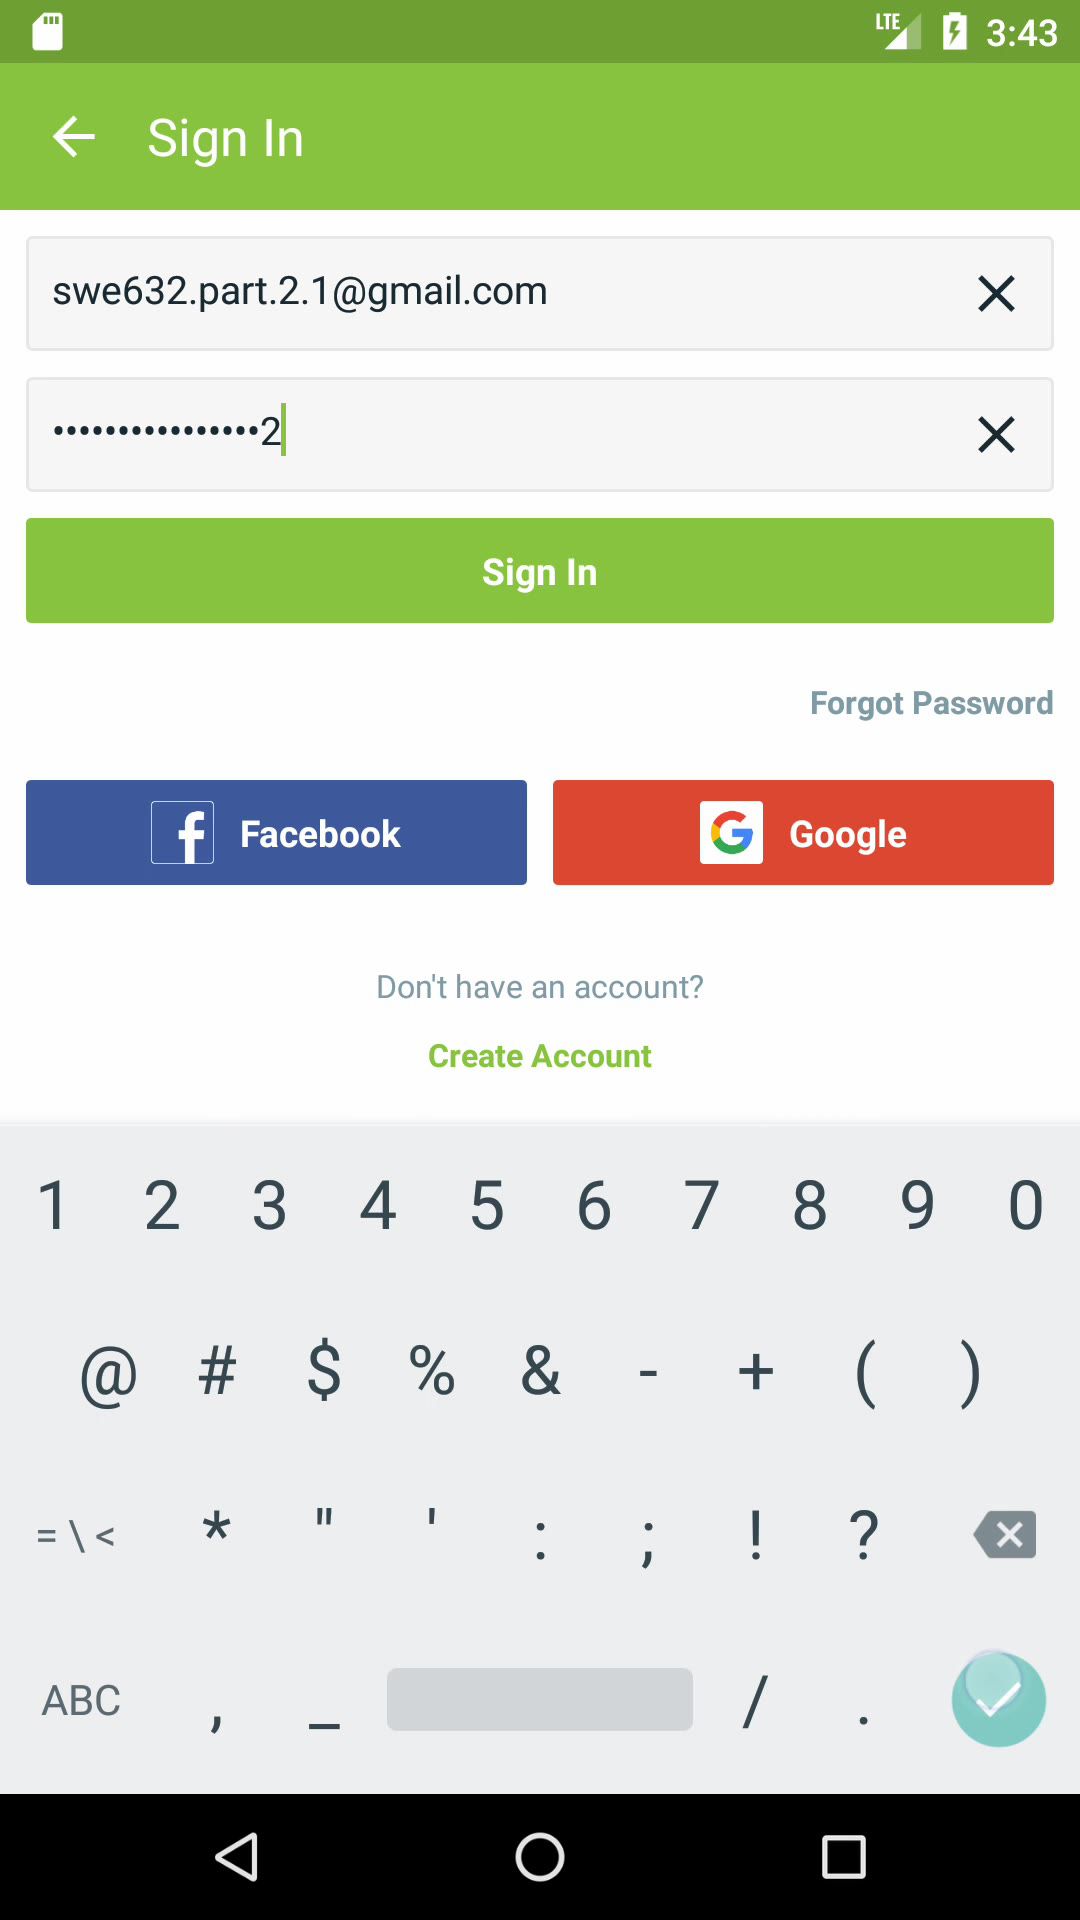 LTE 3:43
Sign In
swe632.part.2.1@gmail.com
••••••••••••••••2
Sign In
Forgot Password
f Facebook G Google
Don't have an account?
Create Account
1 2 3 4 5 6 7 8 9 0
@ # $ % & - + ( )
= \ < * " ' : ; ! ?
ABC , _ / .